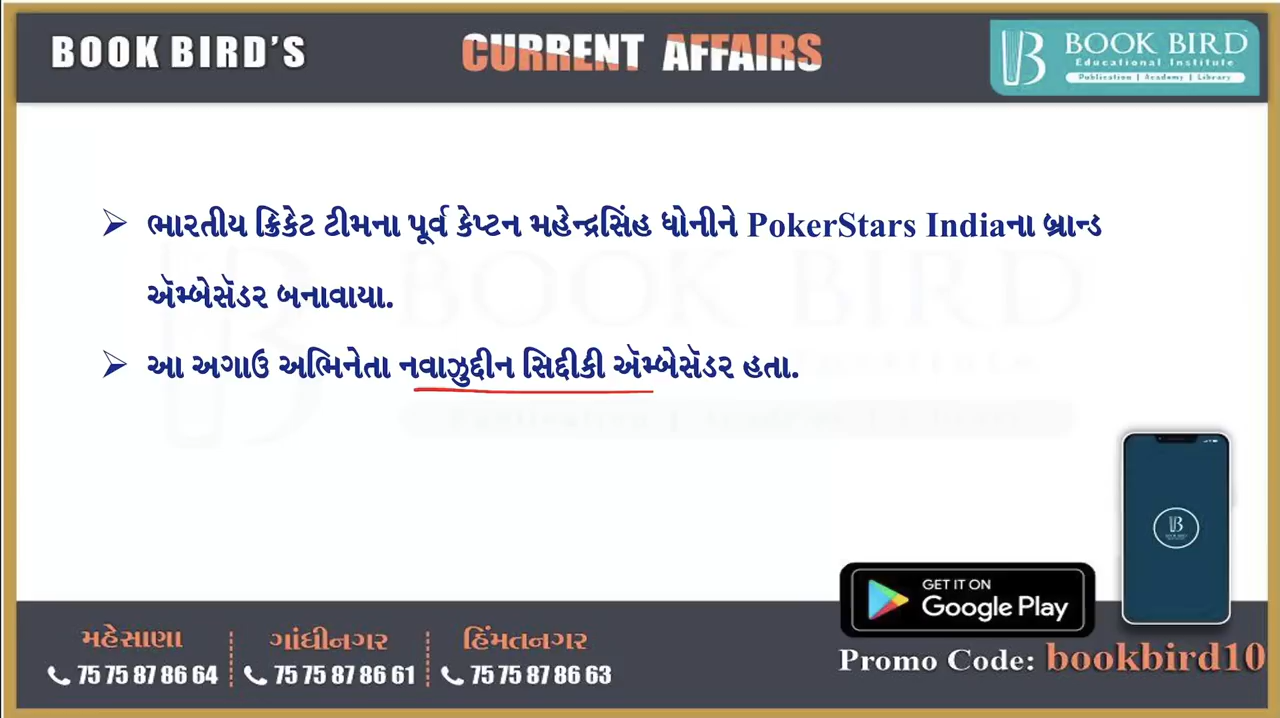 BOOK BIRD'S
CURRENT AFFAIRS
BOOK BIRD
Educational Institute
Publication | Academy | Library
➢ ભારતીય ક્રિકેટ ટીમના પૂર્વ કેપ્ટન મહેન્દ્રસિંહ ધોનીને PokerStars Indiaના બ્રાન્ડ
ઍમ્બેસૅડર બનાવાયા.
➢ આ અગાઉ અભિનેતા નવાઝુદ્દીન સિદ્દીકી ઍમ્બેસૅડર હતા.
BOOK BIRD
GET IT ON
Google Play
Promo Code: bookbird10
મહેસાણા
75 75 87 86 64
ગાંધીનગર
75 75 87 86 61
હિંમતનગર
75 75 87 86 63